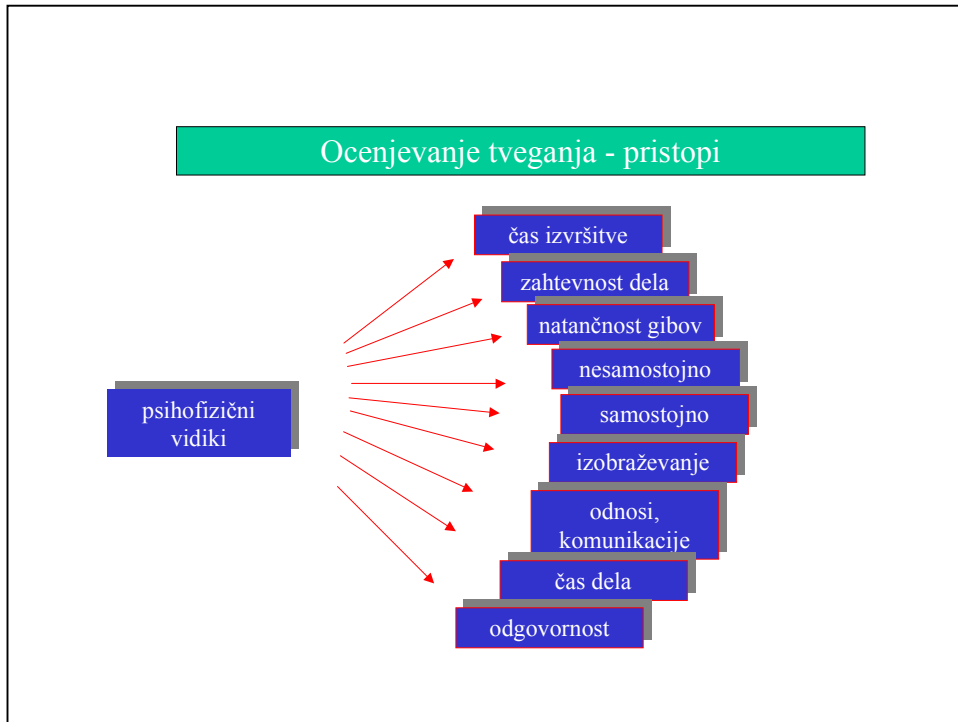 Ocenjevanje tveganja - pristopi
čas izvršitve
zahtevnost dela
natančnost gibov
nesamostojno
psihofizični
vidiki
samostojno
izobraževanje
odnosi,
komunikacije
čas dela
odgovornost